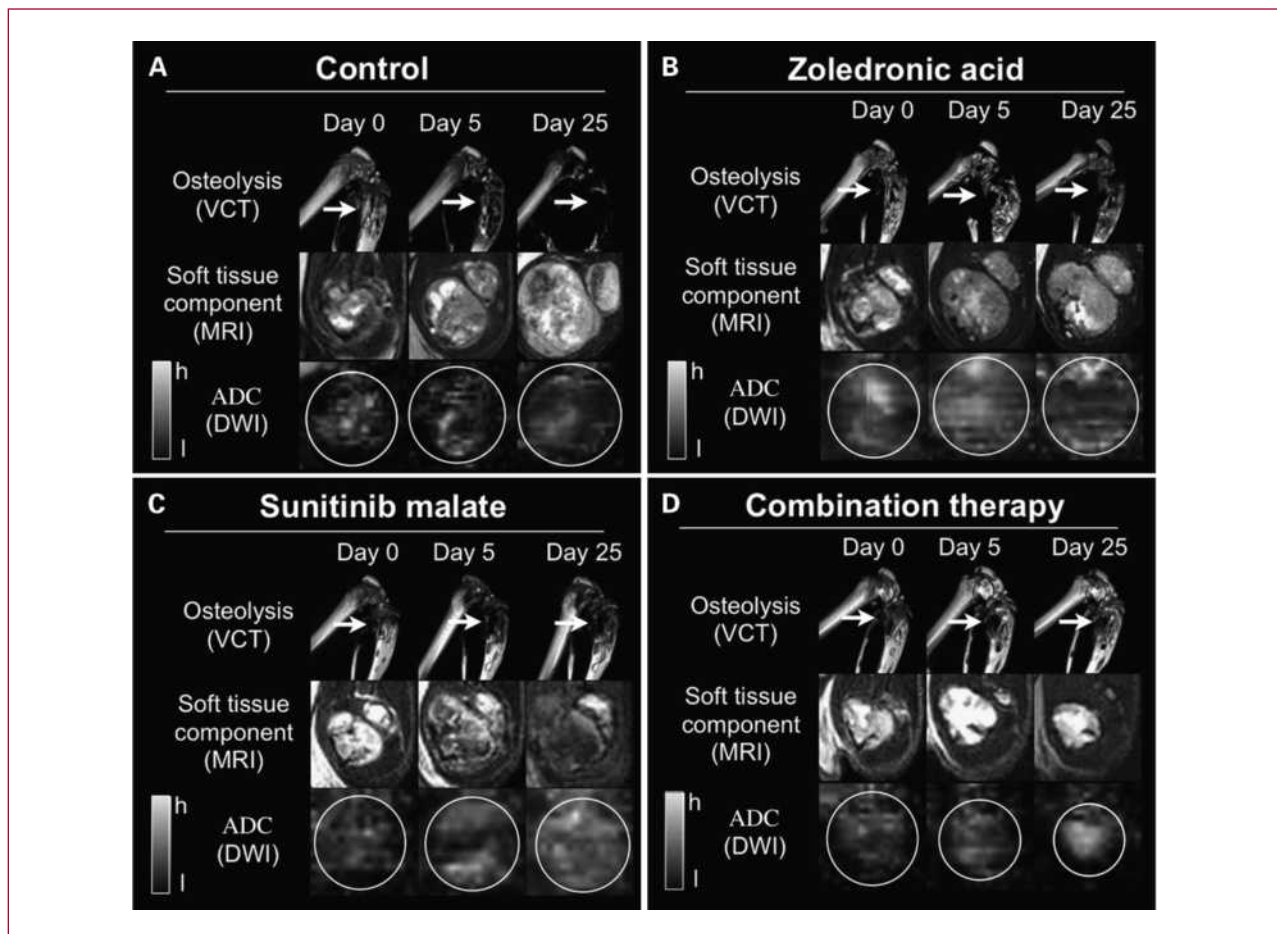 A Control
Day 0 Day 5 Day 25
Osteolysis
(VCT)
Soft tissue
component
(MRI)
h
ADC
(DWI)
l
B Zoledronic acid
Day 0 Day 5 Day 25
Osteolysis
(VCT)
Soft tissue
component
(MRI)
h
ADC
(DWI)
l
C Sunitinib malate
Day 0 Day 5 Day 25
Osteolysis
(VCT)
Soft tissue
component
(MRI)
h
ADC
(DWI)
l
D Combination therapy
Day 0 Day 5 Day 25
Osteolysis
(VCT)
Soft tissue
component
(MRI)
h
ADC
(DWI)
l